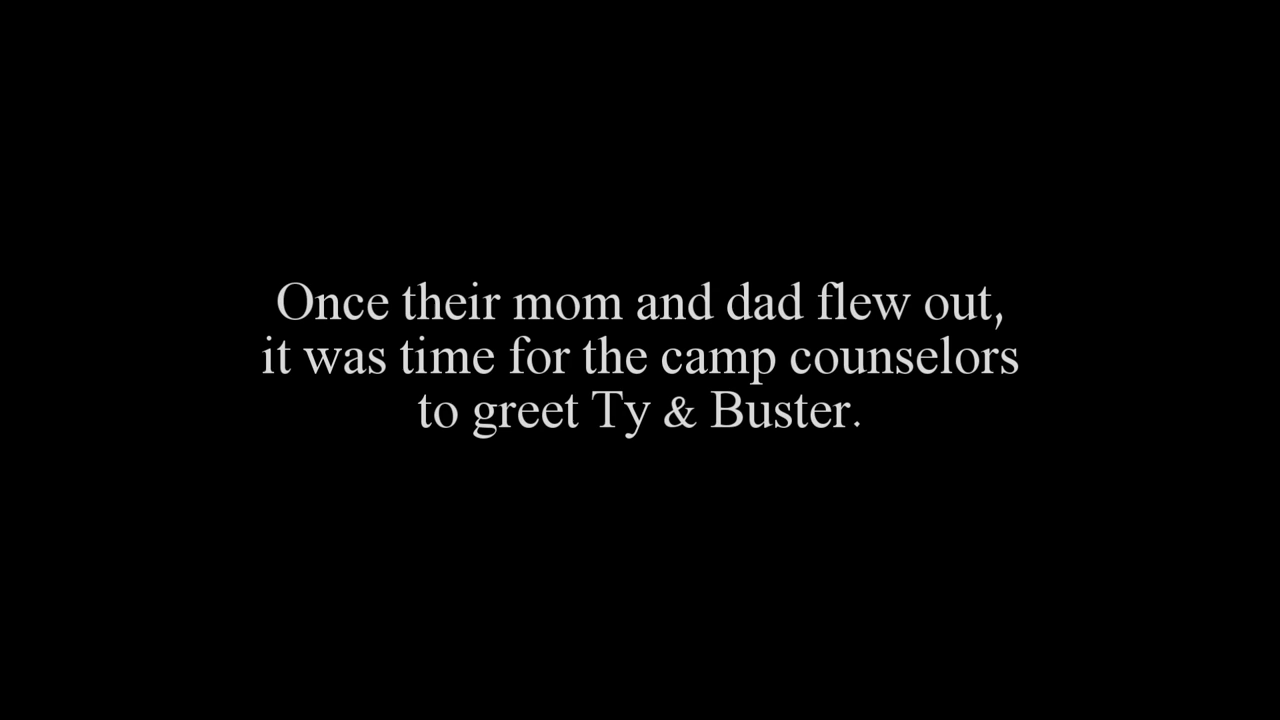 Once their mom and dad flew out,
it was time for the camp counselors
to greet Ty & Buster.